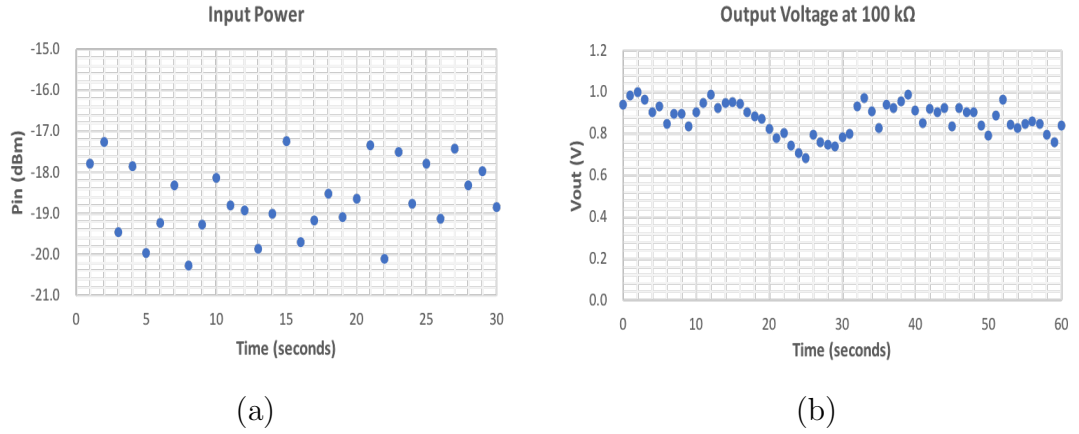 Input Power
-15.0
-16.0
-17.0
-18.0
-19.0
-20.0
-21.0
Pin (dBm)
0 5 10 15 20 25 30
Time (seconds)
(a)
Output Voltage at 100 kΩ
1.2
1.0
0.8
0.6
0.4
0.2
0.0
Vout (V)
0 10 20 30 40 50 60
Time (seconds)
(b)